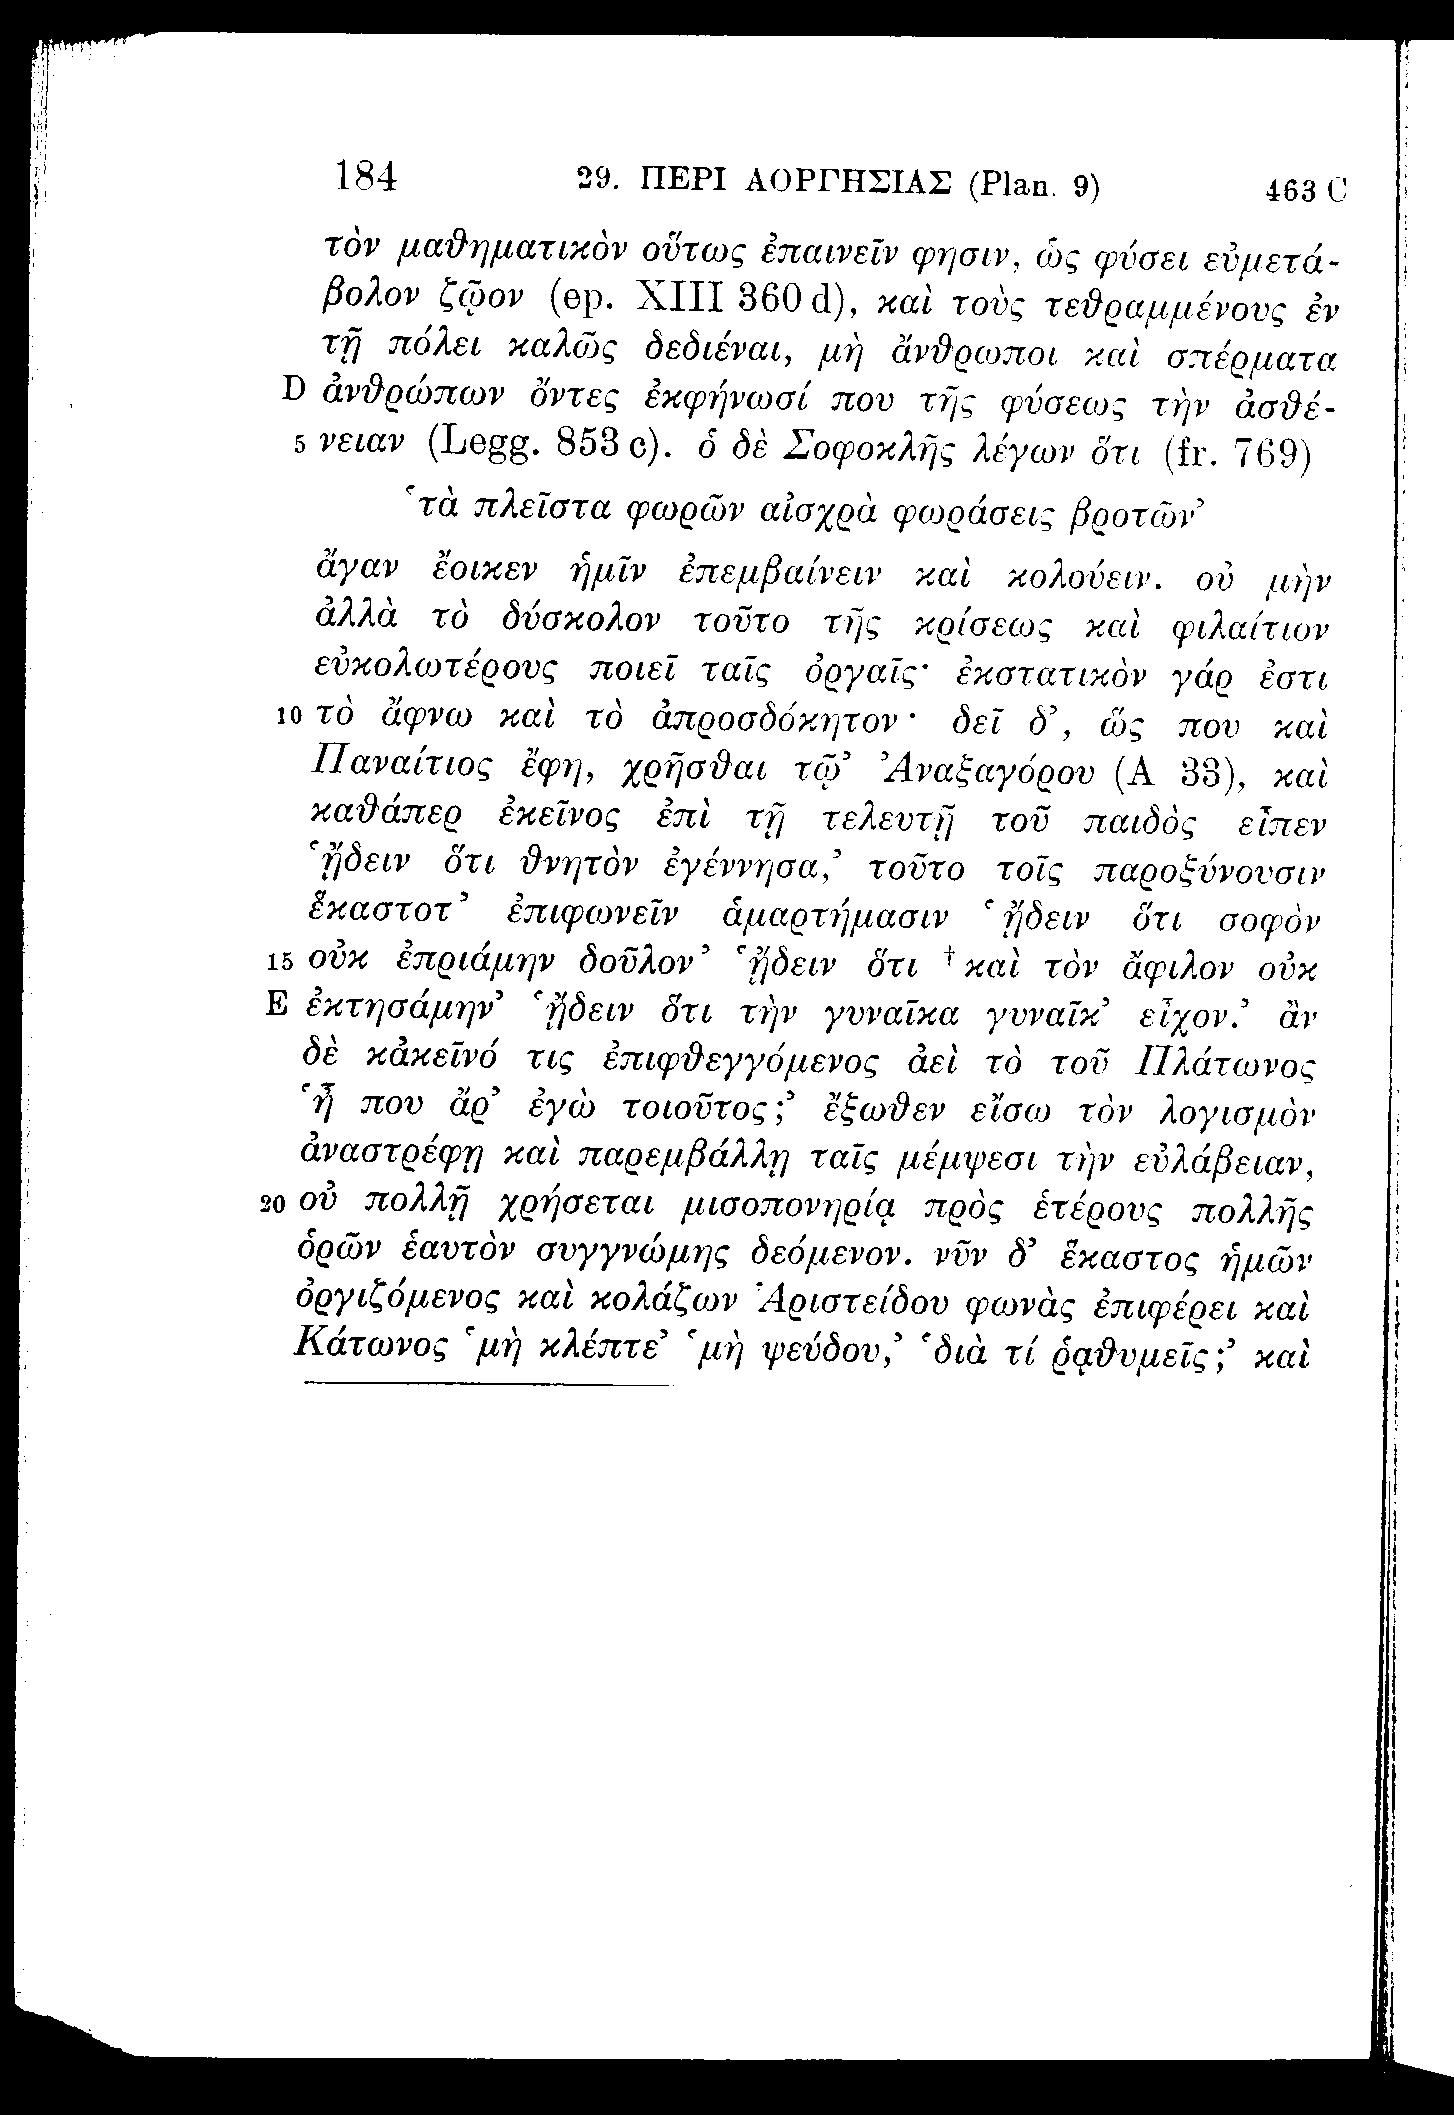 184 29. ΠΕΡΙ ΑΟΡΓΗΣΙΑΣ (Plan. 9) 463 C
τὸν μαθηματικὸν οὕτως ἐπαινεῖν φησιν, ὡς φύσει εὐμετά-
βολον ζῷον (ep. XIII 360 d), καὶ τοὺς τεθραμμένους ἐν
τῇ πόλει καλῶς δεδιέναι, μὴ ἄνθρωποι καὶ σπέρματα
D ἀνθρώπων ὄντες ἐκφήνωσί που τῆς φύσεως τὴν ἀσθέ-
5 νειαν (Legg. 853 c). ὁ δὲ Σοφοκλῆς λέγων ὅτι (fr. 769)
‘τὰ πλεῖστα φωρῶν αἰσχρὰ φωράσεις βροτῶν’
ἄγαν ἔοικεν ἡμῖν ἐπεμβαίνειν καὶ κολούειν. οὐ μὴν
ἀλλὰ τὸ δύσκολον τοῦτο τῆς κρίσεως καὶ φιλαίτιον
εὐκολωτέρους ποιεῖ ταῖς ὀργαῖς· ἐκστατικὸν γάρ ἐστι
10 τὸ ἄφνω καὶ τὸ ἀπροσδόκητον· δεῖ δ’, ὥς που καὶ
Παναίτιος ἔφη, χρῆσθαι τῷ’ Ἀναξαγόρου (A 33), καὶ
καθάπερ ἐκεῖνος ἐπὶ τῇ τελευτῇ τοῦ παιδὸς εἶπεν
‘ᾔδειν ὅτι θνητὸν ἐγέννησα,’ τοῦτο τοῖς παροξύνουσιν
ἕκαστοτ’ ἐπιφωνεῖν ἁμαρτήμασιν ‘ᾔδειν ὅτι σοφὸν
15 οὐκ ἐπριάμην δοῦλον’ ‘ᾔδειν ὅτι † καὶ τὸν ἄφιλον οὐκ
E ἐκτησάμην’ ‘ᾔδειν ὅτι τὴν γυναῖκα γυναῖκ’ εἶχον.’ ἂν
δὲ κἀκεῖνό τις ἐπιφθεγγόμενος ἀεὶ τὸ τοῦ Πλάτωνος
‘ἦ που ἄρ’ ἐγὼ τοιοῦτος;’ ἔξωθεν εἴσω τὸν λογισμὸν
ἀναστρέφῃ καὶ παρεμβάλλῃ ταῖς μέμψεσι τὴν εὐλάβειαν,
20 οὐ πολλῇ χρήσεται μισοπονηρίᾳ πρὸς ἑτέρους πολλῆς
ὁρῶν ἑαυτὸν συγγνώμης δεόμενον. νῦν δ’ ἕκαστος ἡμῶν
ὀργιζόμενος καὶ κολάζων Ἀριστείδου φωνὰς ἐπιφέρει καὶ
Κάτωνος ‘μὴ κλέπτε’ ‘μὴ ψεύδου,’ ‘διὰ τί ῥᾳθυμεῖς;’ καὶ